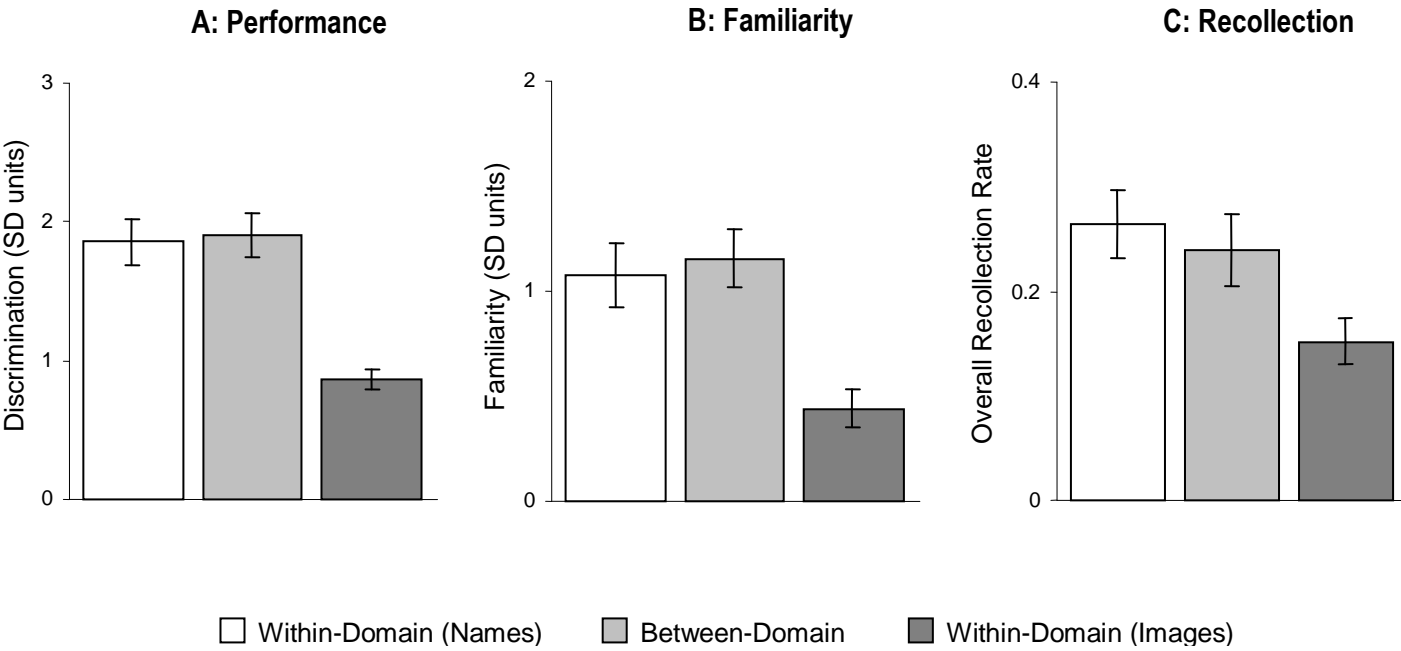 A: Performance
B: Familiarity
C: Recollection
Discrimination (SD units)
3
2
1
0
Familiarity (SD units)
2
1
0
Overall Recollection Rate
0.4
0.2
0
Within-Domain (Names)
Between-Domain
Within-Domain (Images)